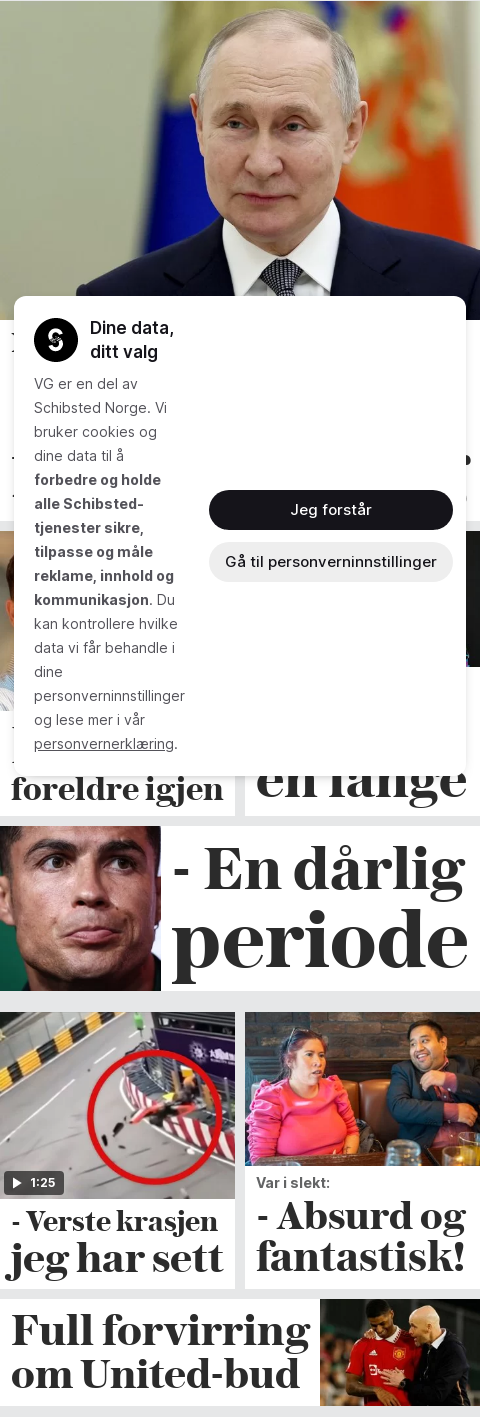 Dine data,
ditt valg
VG er en del av
Schibsted Norge. Vi
bruker cookies og
dine data til å
forbedre og holde
alle Schibsted-
tjenester sikre,
tilpasse og måle
reklame, innhold og
kommunikasjon. Du
kan kontrollere hvilke
data vi får behandle i
dine
personverninnstillinger
og lese mer i vår
personvernerklæring.
Jeg forstår
Gå til personverninnstillinger
foreldre igjen
en lange
- En dårlig
periode
1:25
- Verste krasjen
jeg har sett
Var i slekt:
- Absurd og
fantastisk!
Full forvirring
om United-bud